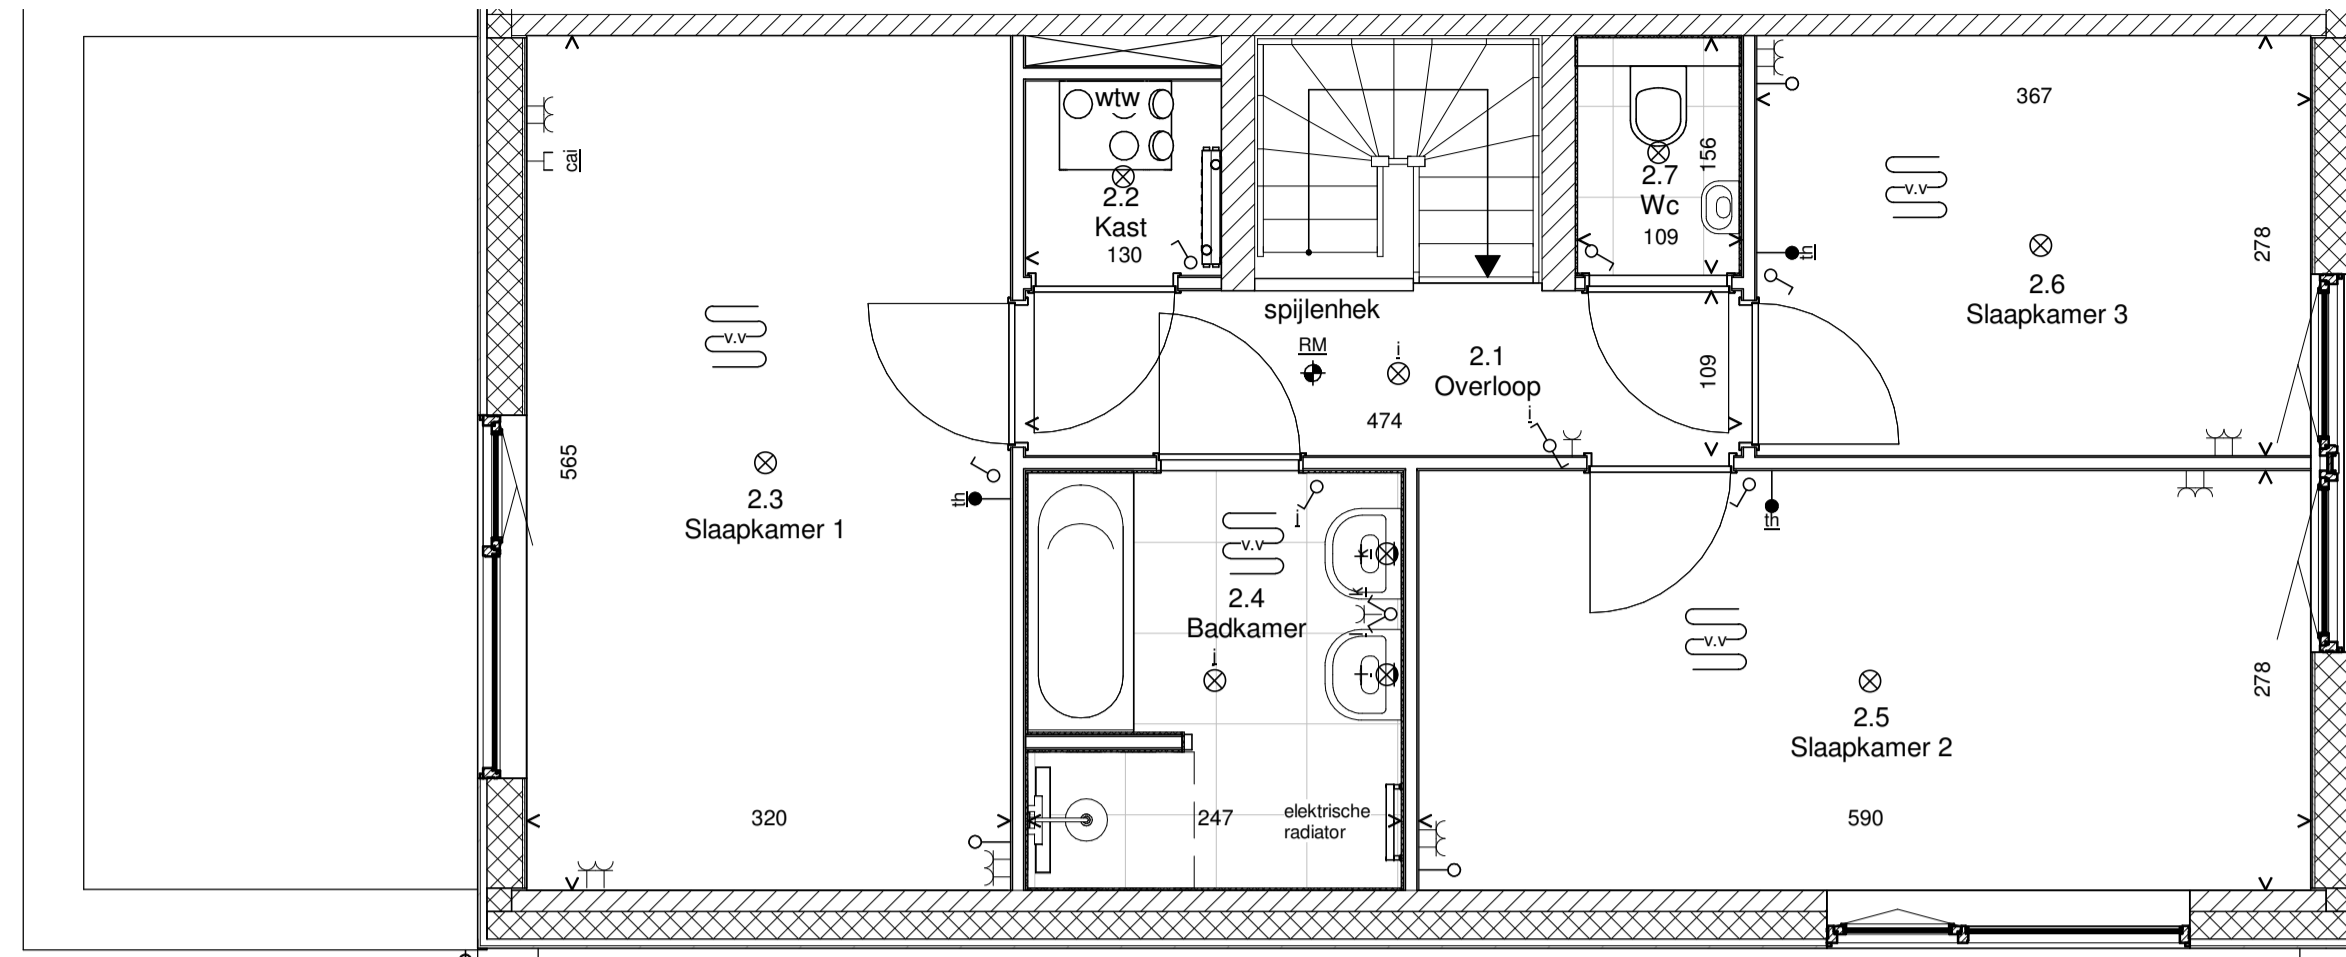 wtw
2.2
Kast
130
cai
v.v
565
2.3
Slaapkamer 1
th
320
spijlenhek
RM
i
2.1
Overloop
i
474
109
156
2.7
Wc
109
367
v.v
278
th
2.6
Slaapkamer 3
j
v.v
2.4
Badkamer
j
k
k
l
l
247
elektrische
radiator
th
v.v
278
2.5
Slaapkamer 2
590